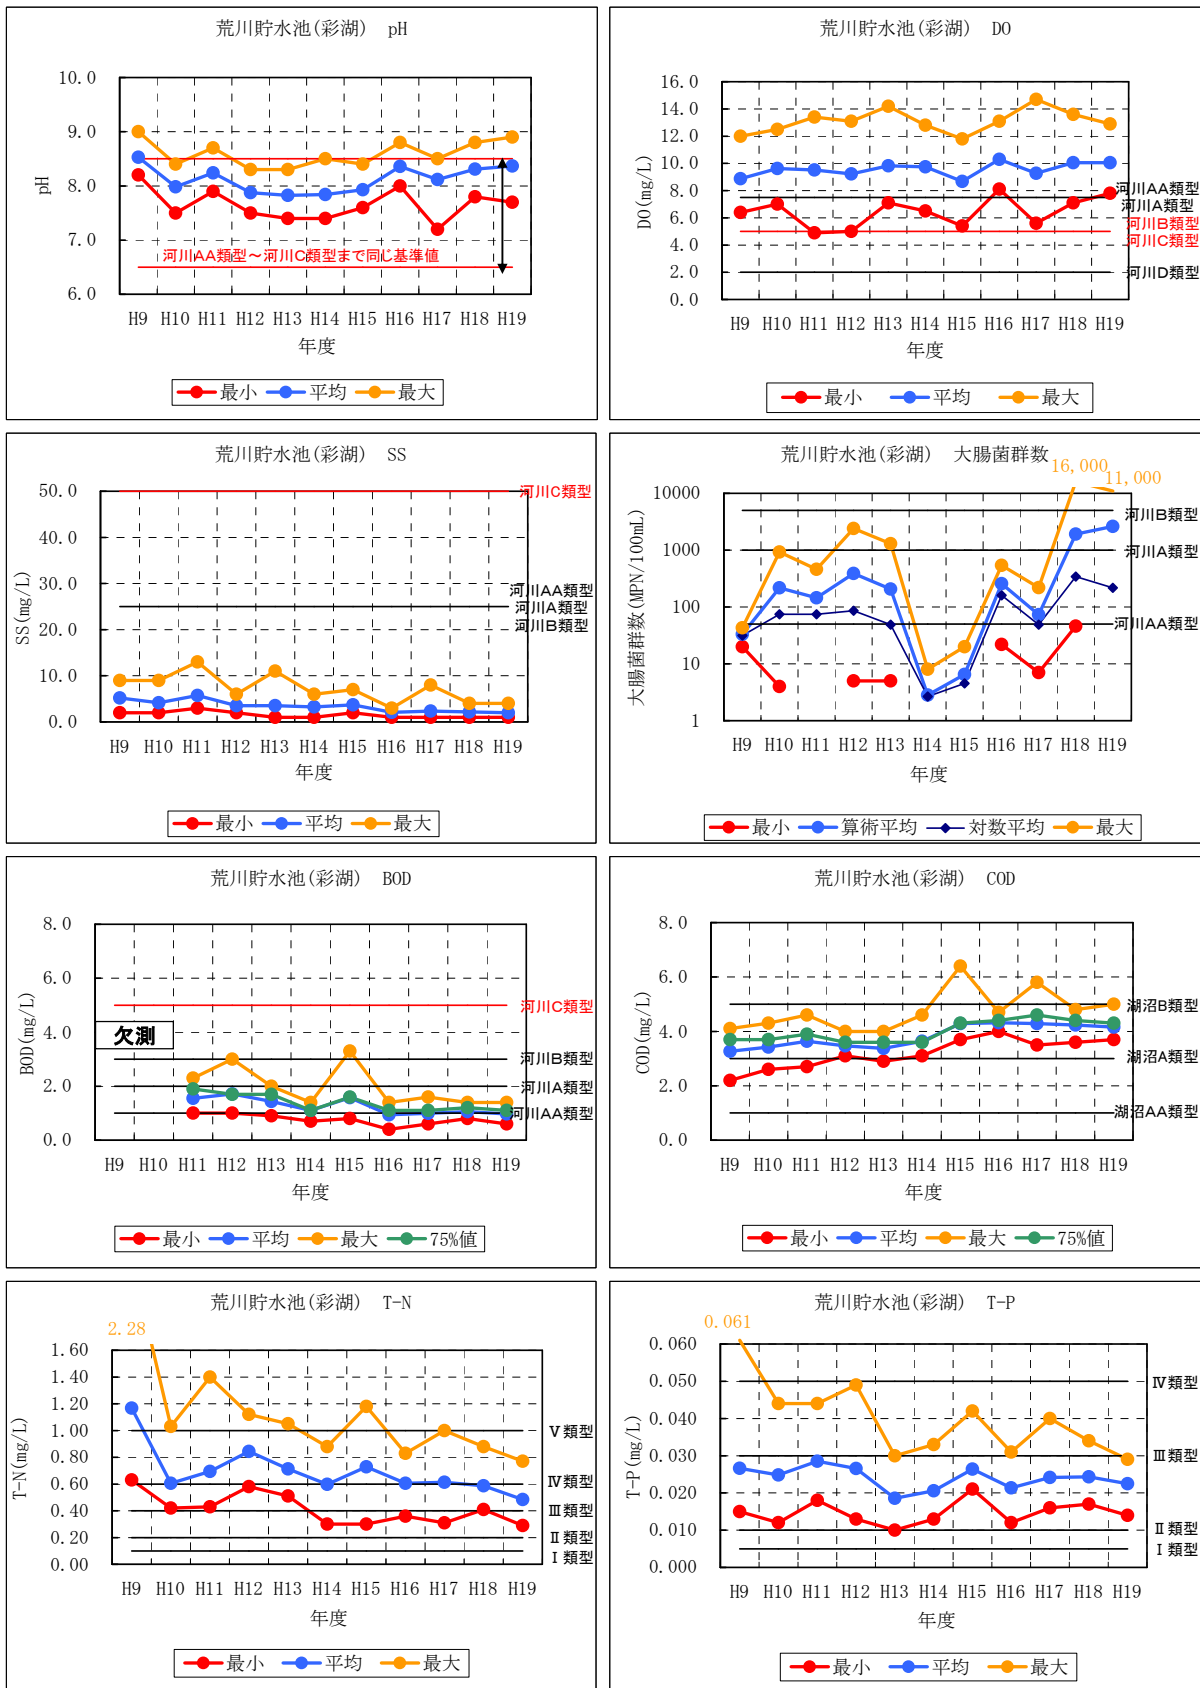 荒川貯水池(彩湖)　pH
10.0
9.0
8.0
7.0
6.0
pH
河川AA類型～河川C類型まで同じ基準値
H9 H10 H11 H12 H13 H14 H15 H16 H17 H18 H19
年度
最小 平均 最大
荒川貯水池(彩湖)　DO
16.0
14.0
12.0
10.0
8.0
6.0
4.0
2.0
0.0
DO(mg/L)
河川AA類型
河川A類型
河川B類型
河川C類型
河川D類型
H9 H10 H11 H12 H13 H14 H15 H16 H17 H18 H19
年度
最小 平均 最大
荒川貯水池(彩湖)　SS
50.0
40.0
30.0
20.0
10.0
0.0
SS(mg/L)
河川C類型
河川AA類型
河川A類型
河川B類型
H9 H10 H11 H12 H13 H14 H15 H16 H17 H18 H19
年度
最小 平均 最大
荒川貯水池(彩湖)　大腸菌群数
16,000
11,000
10000
1000
100
10
1
大腸菌群数(MPN/100mL)
河川B類型
河川A類型
河川AA類型
H9 H10 H11 H12 H13 H14 H15 H16 H17 H18 H19
年度
最小 算術平均 対数平均 最大
荒川貯水池(彩湖)　BOD
8.0
6.0
4.0
2.0
0.0
BOD(mg/L)
欠測
河川C類型
河川B類型
河川A類型
河川AA類型
H9 H10 H11 H12 H13 H14 H15 H16 H17 H18 H19
年度
最小 平均 最大 75%値
荒川貯水池(彩湖)　COD
8.0
6.0
4.0
2.0
0.0
COD(mg/L)
湖沼B類型
湖沼A類型
湖沼AA類型
H9 H10 H11 H12 H13 H14 H15 H16 H17 H18 H19
年度
最小 平均 最大 75%値
荒川貯水池(彩湖)　T-N
2.28
1.60
1.40
1.20
1.00
0.80
0.60
0.40
0.20
0.00
T-N(mg/L)
Ⅴ類型
Ⅳ類型
Ⅲ類型
Ⅱ類型
Ⅰ類型
H9 H10 H11 H12 H13 H14 H15 H16 H17 H18 H19
年度
最小 平均 最大
荒川貯水池(彩湖)　T-P
0.061
0.060
0.050
0.040
0.030
0.020
0.010
0.000
T-P(mg/L)
Ⅳ類型
Ⅲ類型
Ⅱ類型
Ⅰ類型
H9 H10 H11 H12 H13 H14 H15 H16 H17 H18 H19
年度
最小 平均 最大